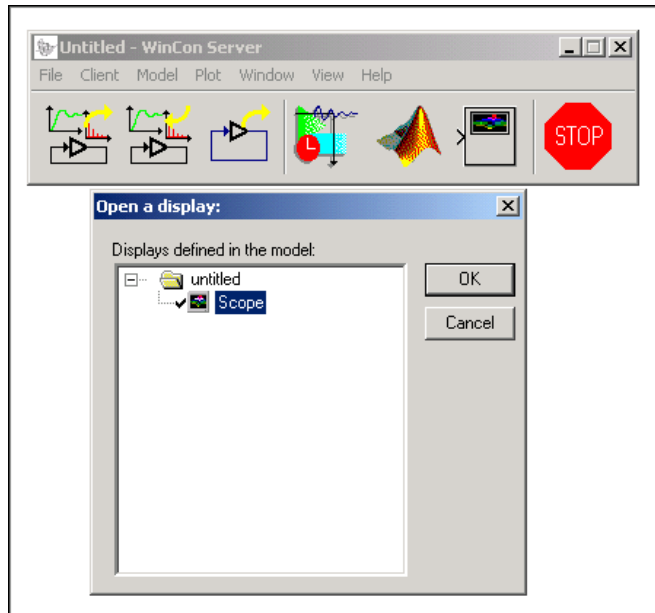 Untitled - WinCon Server
File Client Model Plot Window View Help
STOP
Open a display:
Displays defined in the model:
untitled
Scope
OK
Cancel